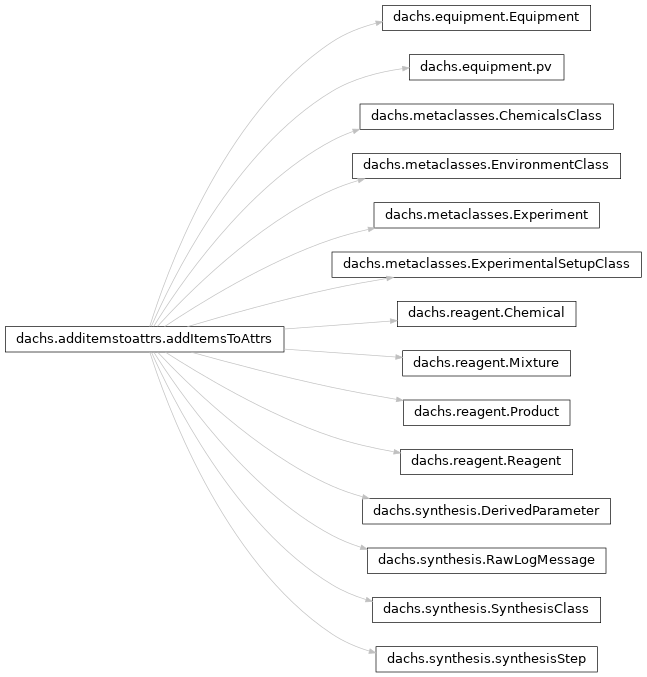 dachs.equipment.Equipment
dachs.equipment.pv
dachs.metaclasses.ChemicalsClass
dachs.metaclasses.EnvironmentClass
dachs.metaclasses.Experiment
dachs.metaclasses.ExperimentalSetupClass
dachs.reagent.Chemical
dachs.additemstoattrs.addItemsToAttrs
dachs.reagent.Mixture
dachs.reagent.Product
dachs.reagent.Reagent
dachs.synthesis.DerivedParameter
dachs.synthesis.RawLogMessage
dachs.synthesis.SynthesisClass
dachs.synthesis.synthesisStep